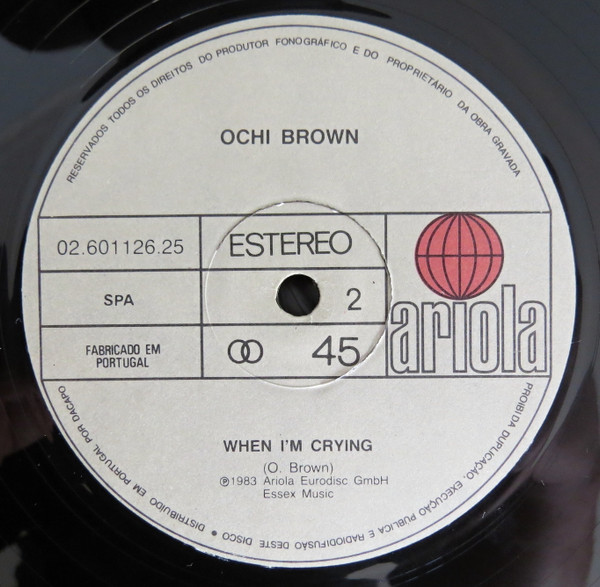 RESERVADOS TODOS OS DIREITOS DO PRODUTOR FONOGRÁFICO E DO PROPRIETÁRIO DA OBRA GRAVADA
OCHI BROWN
02.601126.25
ESTEREO
SPA
2
ariola
FABRICADO EM
PORTUGAL
45
WHEN I'M CRYING
(O. Brown)
℗1983 Ariola Eurodisc GmbH
Essex Music
PROIBIDA DUPLICAÇÃO, EXECUÇÃO PUBLICA E RADIODIFUSÃO DESTE DISCO • DISTRIBUIDO EM PORTUGAL POR DACAPO